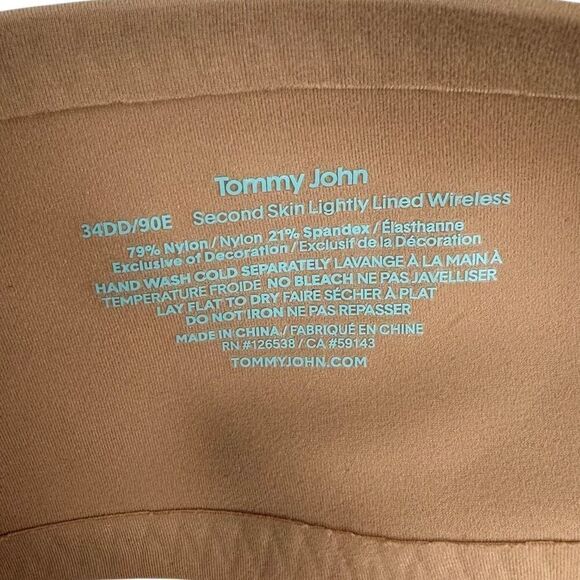 Tommy John
34DD/90E Second Skin Lightly Lined Wireless
79% Nylon/Nylon 21% Spandex/Élasthanne
Exclusive of Decoration/Exclusif de la Décoration
HAND WASH COLD SEPARATELY LAVANGE À LA MAIN À
TEMPERATURE FROIDE NO BLEACH NE PAS JAVELLISER
LAY FLAT TO DRY FAIRE SÉCHER À PLAT
DO NOT IRON NE PAS REPASSER
MADE IN CHINA/FABRIQUÉ EN CHINE
RN #126538 / CA #59143
TOMMYJOHN.COM